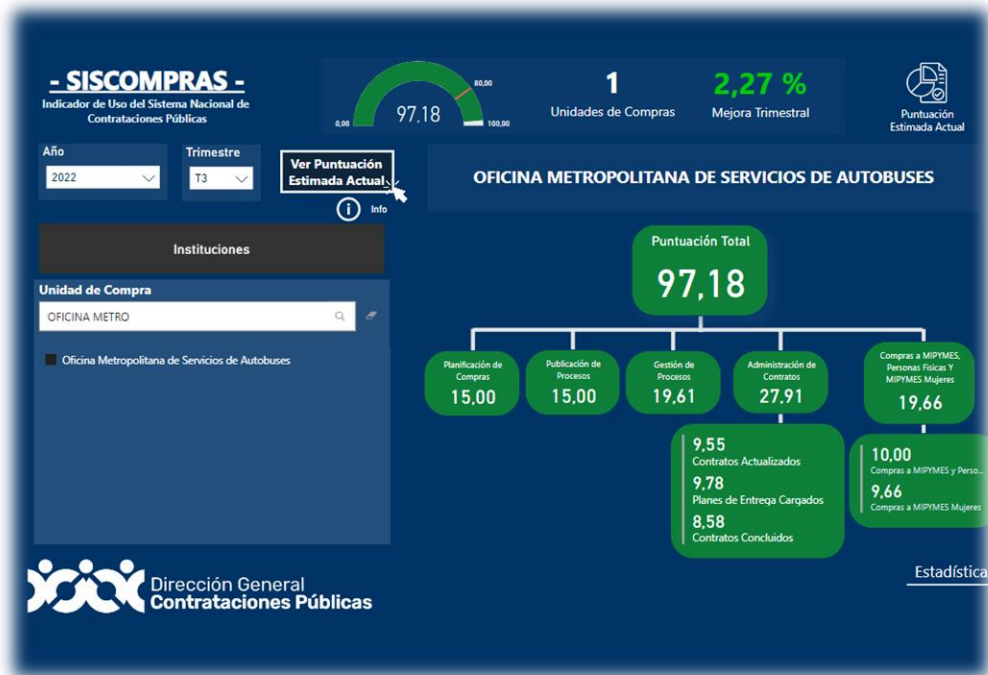 - SISCOMPRAS -
Indicador de Uso del Sistema Nacional de
Contrataciones Públicas
0,00
97,18
80,00
100,00
1
Unidades de Compras
2,27 %
Mejora Trimestral
Puntuación
Estimada Actual
Año
2022
Trimestre
T3
Ver Puntuación
Estimada Actual
i Info
OFICINA METROPOLITANA DE SERVICIOS DE AUTOBUSES
Instituciones
Unidad de Compra
OFICINA METRO
Oficina Metropolitana de Servicios de Autobuses
Puntuación Total
97,18
Planificación de
Compras
15,00
Publicación de
Procesos
15,00
Gestión de
Procesos
19,61
Administración de
Contratos
27,91
Compras a MIPYMES,
Personas Fisicas Y
MIPYMES Mujeres
19,66
9,55
Contratos Actualizados
9,78
Planes de Entrega Cargados
8,58
Contratos Concluidos
10,00
Compras a MIPYMES y Perso...
9,66
Compras a MIPYMES Mujeres
Estadística
Dirección General
Contrataciones Públicas